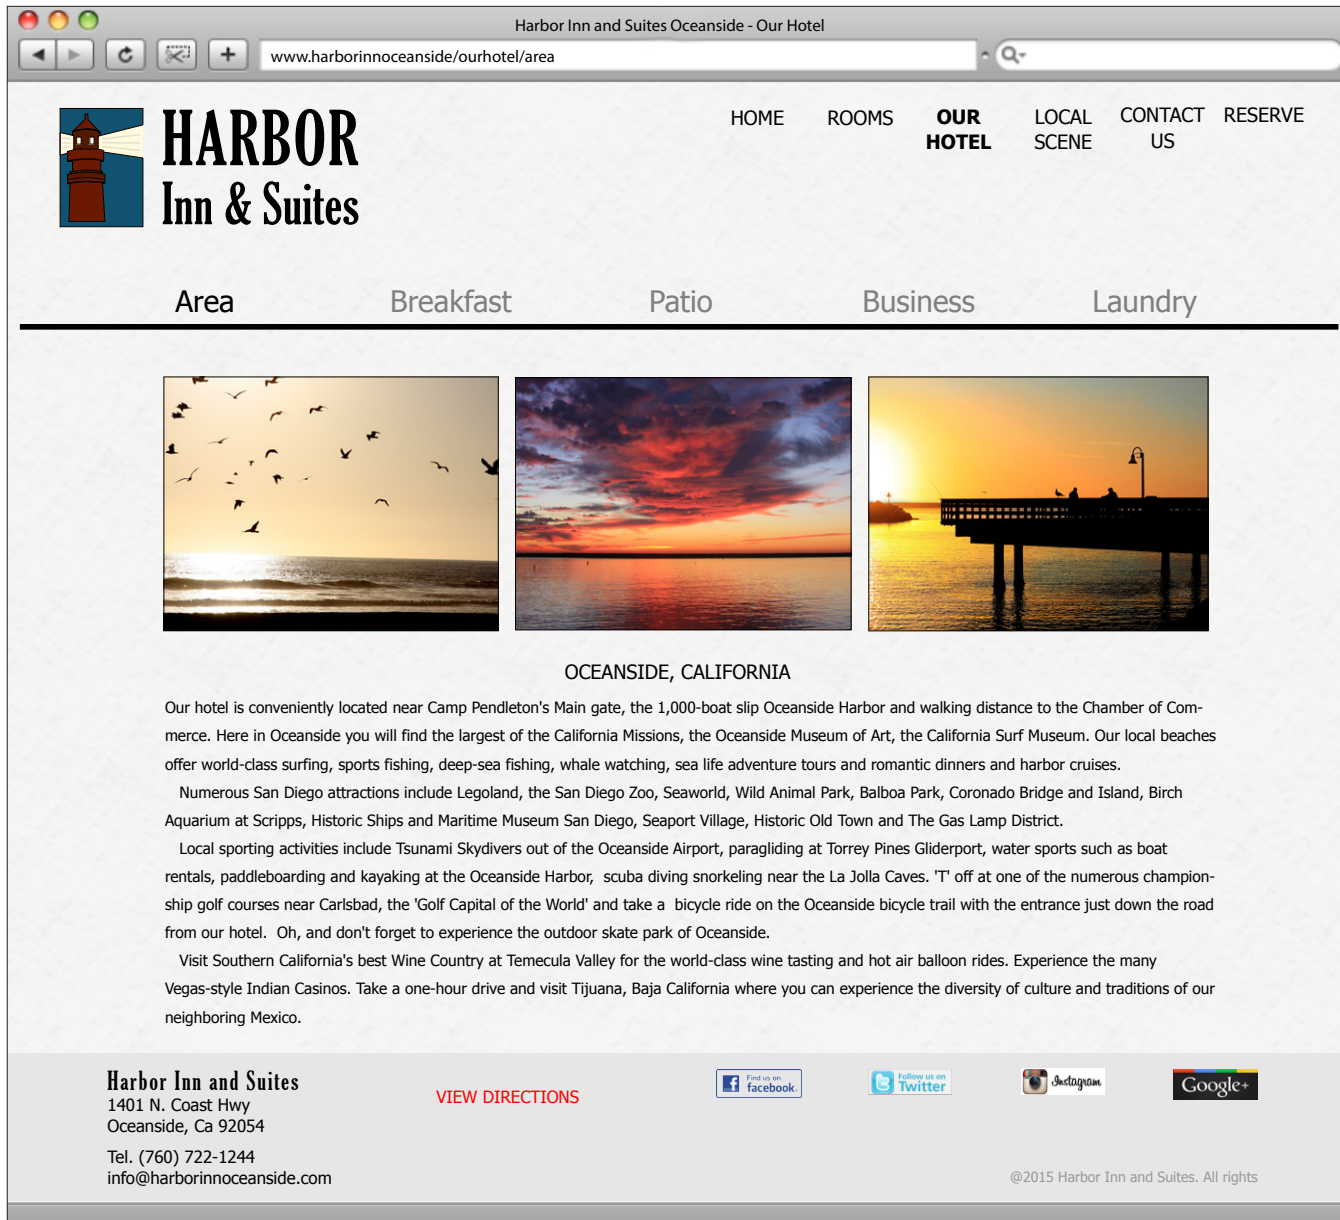 Harbor Inn and Suites Oceanside - Our Hotel
www.harborinnoceanside/ourhotel/area
HARBOR
Inn & Suites
HOME
ROOMS
OUR
HOTEL
LOCAL
SCENE
CONTACT
US
RESERVE
Area
Breakfast
Patio
Business
Laundry
OCEANSIDE, CALIFORNIA
Our hotel is conveniently located near Camp Pendleton's Main gate, the 1,000-boat slip Oceanside Harbor and walking distance to the Chamber of Com-
merce. Here in Oceanside you will find the largest of the California Missions, the Oceanside Museum of Art, the California Surf Museum. Our local beaches
offer world-class surfing, sports fishing, deep-sea fishing, whale watching, sea life adventure tours and romantic dinners and harbor cruises.
Numerous San Diego attractions include Legoland, the San Diego Zoo, Seaworld, Wild Animal Park, Balboa Park, Coronado Bridge and Island, Birch
Aquarium at Scripps, Historic Ships and Maritime Museum San Diego, Seaport Village, Historic Old Town and The Gas Lamp District.
Local sporting activities include Tsunami Skydivers out of the Oceanside Airport, paragliding at Torrey Pines Gliderport, water sports such as boat
rentals, paddleboarding and kayaking at the Oceanside Harbor,  scuba diving snorkeling near the La Jolla Caves. 'T' off at one of the numerous champion-
ship golf courses near Carlsbad, the 'Golf Capital of the World' and take a  bicycle ride on the Oceanside bicycle trail with the entrance just down the road
from our hotel.  Oh, and don't forget to experience the outdoor skate park of Oceanside.
Visit Southern California's best Wine Country at Temecula Valley for the world-class wine tasting and hot air balloon rides. Experience the many
Vegas-style Indian Casinos. Take a one-hour drive and visit Tijuana, Baja California where you can experience the diversity of culture and traditions of our
neighboring Mexico.
Harbor Inn and Suites
1401 N. Coast Hwy
Oceanside, Ca 92054
Tel. (760) 722-1244
info@harborinnoceanside.com
VIEW DIRECTIONS
Find us on
facebook.
Follow us on
Twitter
Instagram
Google+
@2015 Harbor Inn and Suites. All rights